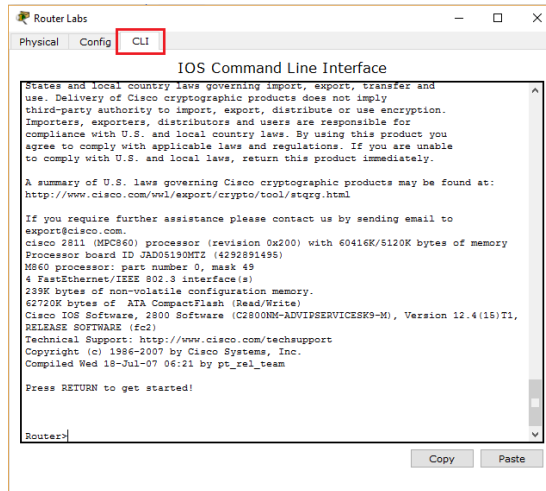 Router Labs
Physical Config CLI
IOS Command Line Interface
States and local country laws governing import, export, transfer and
use. Delivery of Cisco cryptographic products does not imply
third-party authority to import, export, distribute or use encryption.
Importers, exporters, distributors and users are responsible for
compliance with U.S. and local country laws. By using this product you
agree to comply with applicable laws and regulations. If you are unable
to comply with U.S. and local laws, return this product immediately.
A summary of U.S. laws governing Cisco cryptographic products may be found at:
http://www.cisco.com/wwl/export/crypto/tool/stqrg.html
If you require further assistance please contact us by sending email to
export@cisco.com.
cisco 2811 (MPC860) processor (revision 0x200) with 60416K/5120K bytes of memory
Processor board ID JAD05190MTZ (4292891495)
M860 processor: part number 0, mask 49
4 FastEthernet/IEEE 802.3 interface(s)
239K bytes of non-volatile configuration memory.
62720K bytes of ATA CompactFlash (Read/Write)
Cisco IOS Software, 2800 Software (C2800NM-ADVIPSERVICESK9-M), Version 12.4(15)T1,
RELEASE SOFTWARE (fc2)
Technical Support: http://www.cisco.com/techsupport
Copyright (c) 1986-2007 by Cisco Systems, Inc.
Compiled Wed 18-Jul-07 06:21 by pt_rel_team
Press RETURN to get started!
Router>
Copy Paste